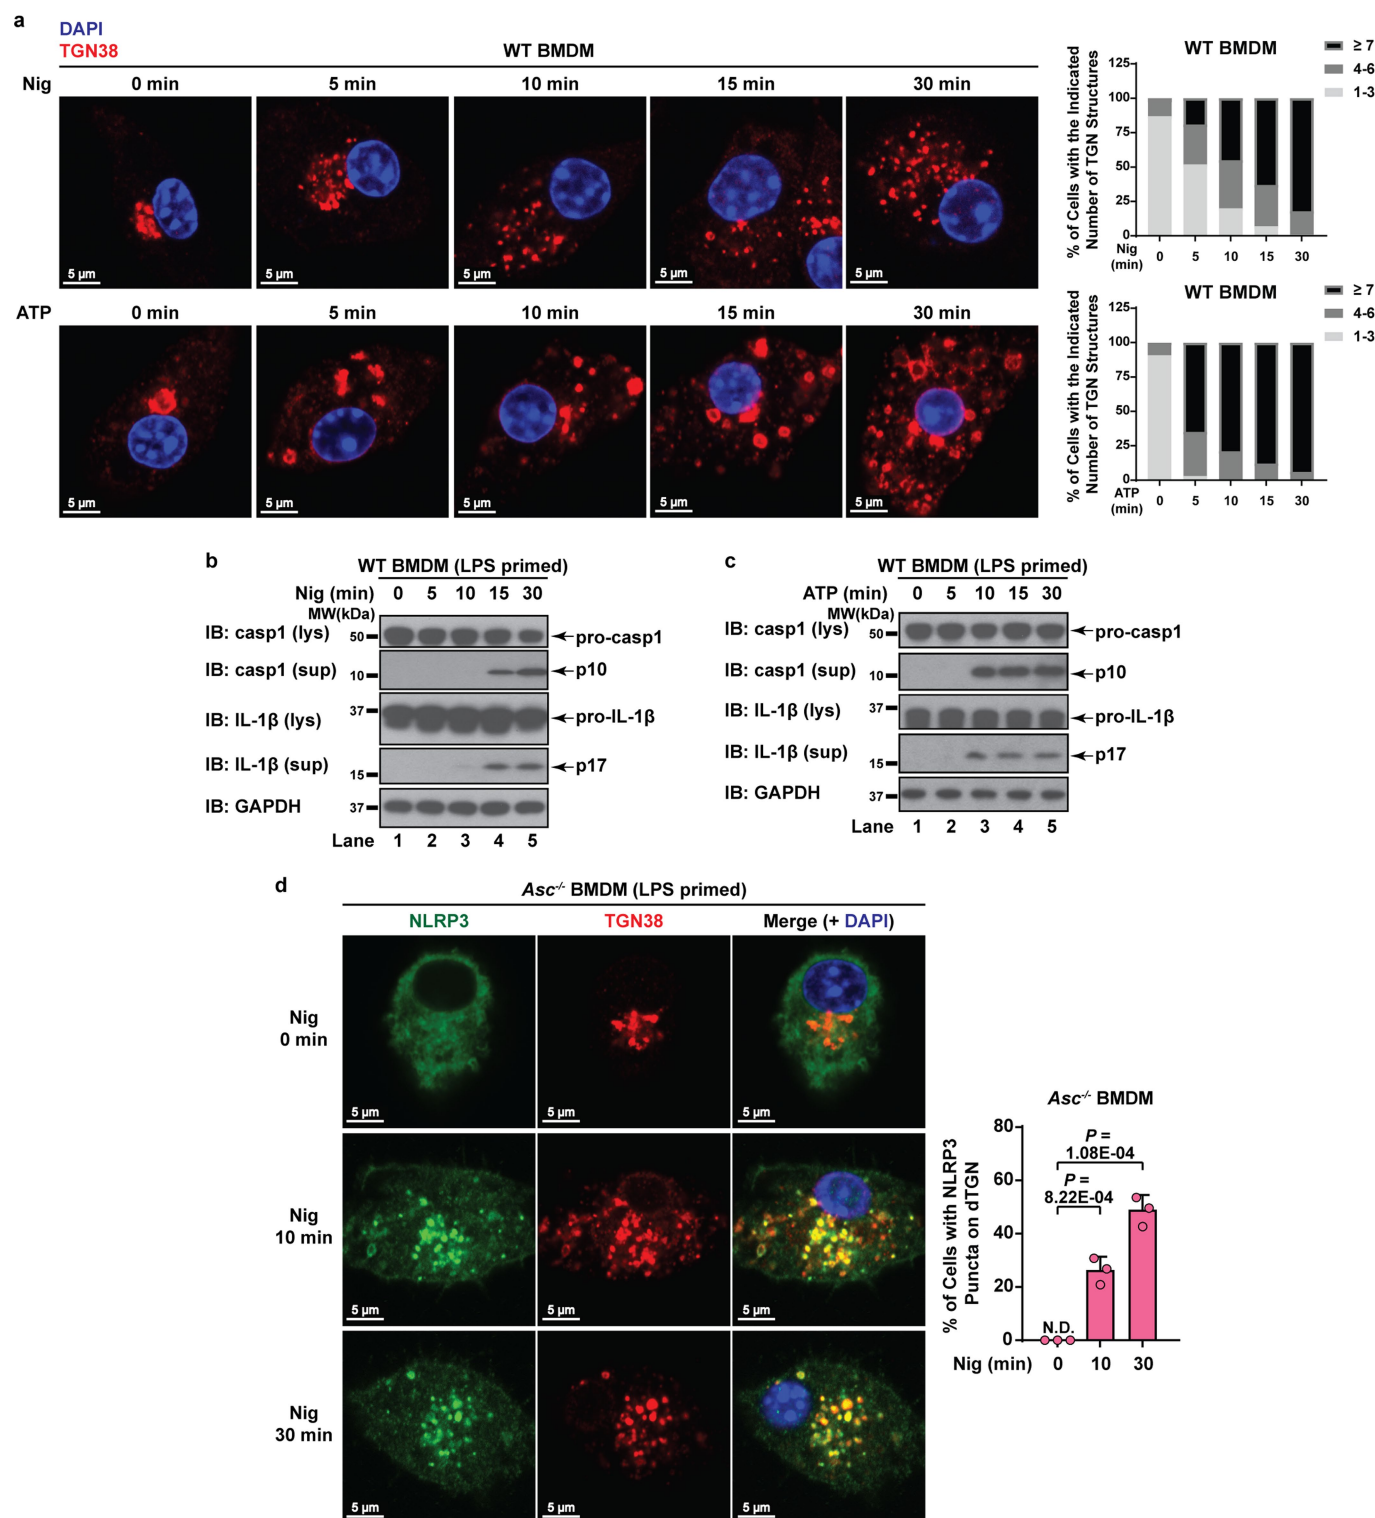 a
DAPI
TGN38
WT BMDM
Nig
0 min
5 min
10 min
15 min
30 min
5 µm
5 µm
5 µm
5 µm
5 µm
ATP
0 min
5 min
10 min
15 min
30 min
5 µm
5 µm
5 µm
5 µm
5 µm
WT BMDM
≥ 7
4-6
1-3
% of Cells with the Indicated
Number of TGN Structures
125
100
75
50
25
0
Nig
(min)
0
5
10
15
30
WT BMDM
≥ 7
4-6
1-3
% of Cells with the Indicated
Number of TGN Structures
125
100
75
50
25
0
ATP
(min)
0
5
10
15
30
b
WT BMDM (LPS primed)
Nig (min) 0 5 10 15 30
MW(kDa)
IB: casp1 (lys) 50 pro-casp1
IB: casp1 (sup) 10 p10
IB: IL-1β (lys) 37 pro-IL-1β
IB: IL-1β (sup) 15 p17
IB: GAPDH 37
Lane 1 2 3 4 5
c
WT BMDM (LPS primed)
ATP (min) 0 5 10 15 30
MW(kDa)
IB: casp1 (lys) 50 pro-casp1
IB: casp1 (sup) 10 p10
IB: IL-1β (lys) 37 pro-IL-1β
IB: IL-1β (sup) 15 p17
IB: GAPDH 37
Lane 1 2 3 4 5
d
Asc-/- BMDM (LPS primed)
NLRP3
TGN38
Merge (+ DAPI)
Nig
0 min
5 µm
5 µm
5 µm
Nig
10 min
5 µm
5 µm
5 µm
Nig
30 min
5 µm
5 µm
5 µm
Asc-/- BMDM
% of Cells with NLRP3
Puncta on dTGN
80
60
40
20
0
P =
1.08E-04
P =
8.22E-04
N.D.
Nig (min) 0 10 30